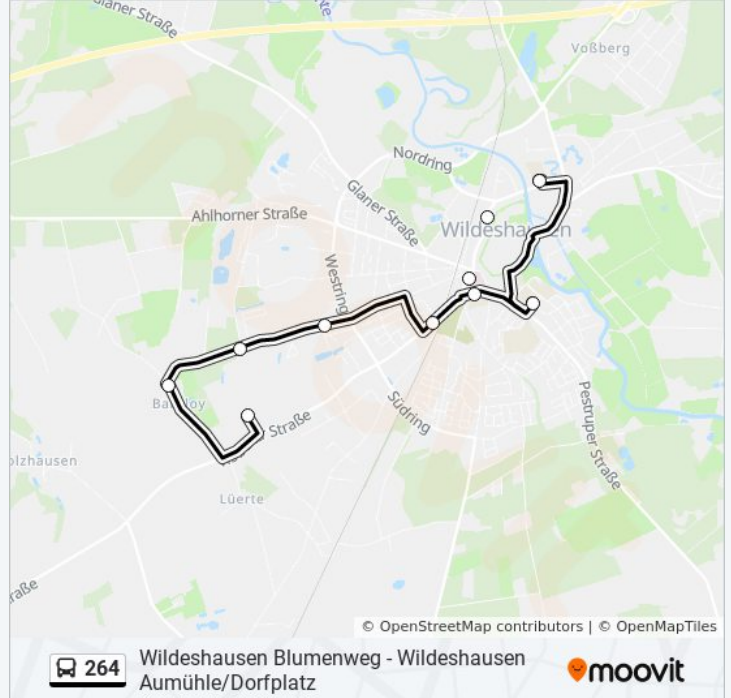 Glaner Straße
Voßberg
Nordring
Glaner Straße
Ahlhorner Straße
Wildeshausen
Westring
Südring
Pestruper Straße
Straße
Lüerte
© OpenStreetMap contributors | © OpenMapTiles
264
Wildeshausen Blumenweg - Wildeshausen
Aumühle/Dorfplatz
moovit